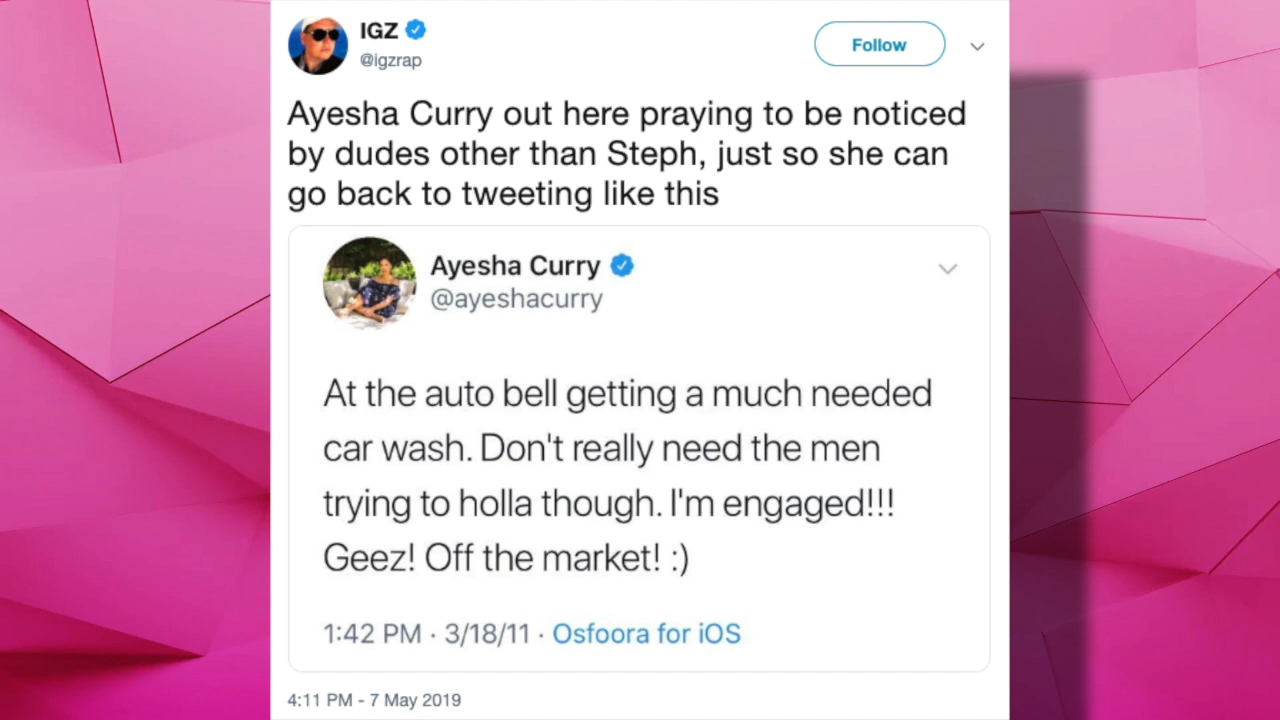 IGZ
@igzrap
Follow
Ayesha Curry out here praying to be noticed
by dudes other than Steph, just so she can
go back to tweeting like this
Ayesha Curry
@ayeshacurry
At the auto bell getting a much needed
car wash. Don't really need the men
trying to holla though. I'm engaged!!!
Geez! Off the market! :)
1:42 PM · 3/18/11 · Osfoora for iOS
4:11 PM - 7 May 2019